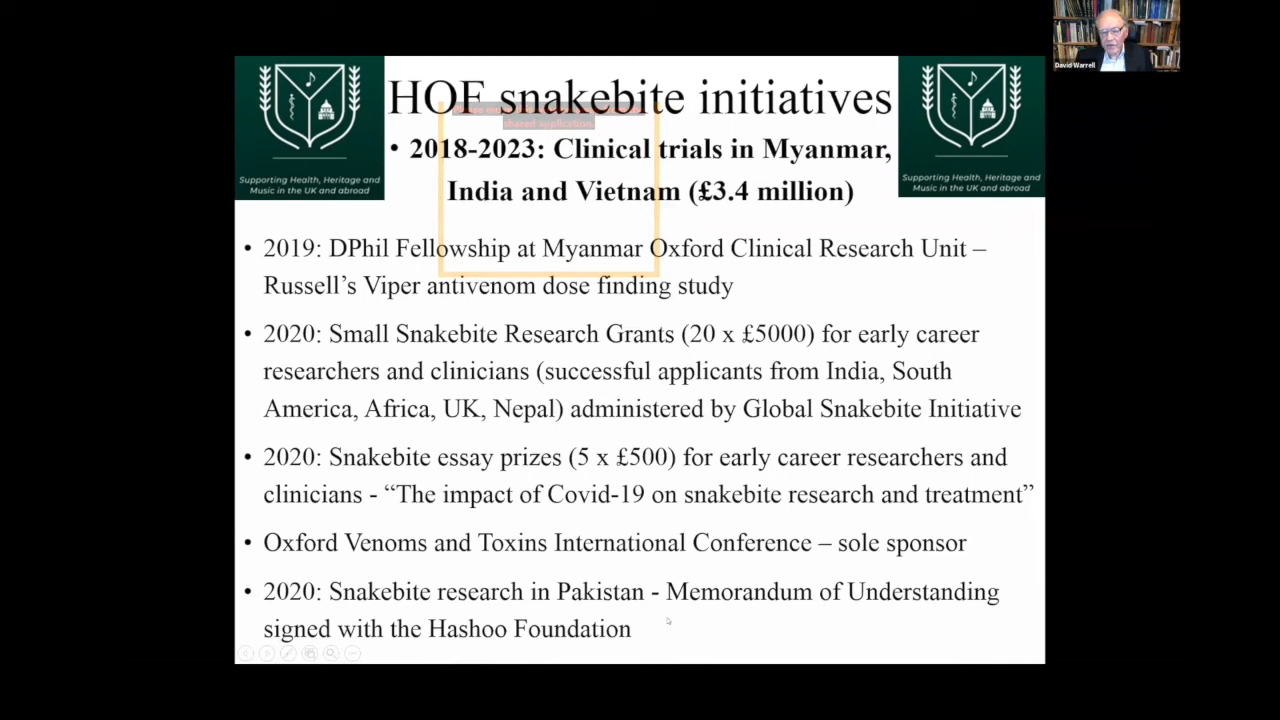 David Warrell
HOF snakebite initiatives
shared application.
• 2018-2023: Clinical trials in Myanmar,
India and Vietnam (£3.4 million)
Supporting Health, Heritage and
Music in the UK and abroad
Supporting Health, Heritage and
Music in the UK and abroad
• 2019: DPhil Fellowship at Myanmar Oxford Clinical Research Unit –
Russell’s Viper antivenom dose finding study
• 2020: Small Snakebite Research Grants (20 x £5000) for early career
researchers and clinicians (successful applicants from India, South
America, Africa, UK, Nepal) administered by Global Snakebite Initiative
• 2020: Snakebite essay prizes (5 x £500) for early career researchers and
clinicians - “The impact of Covid-19 on snakebite research and treatment”
• Oxford Venoms and Toxins International Conference – sole sponsor
• 2020: Snakebite research in Pakistan - Memorandum of Understanding
signed with the Hashoo Foundation